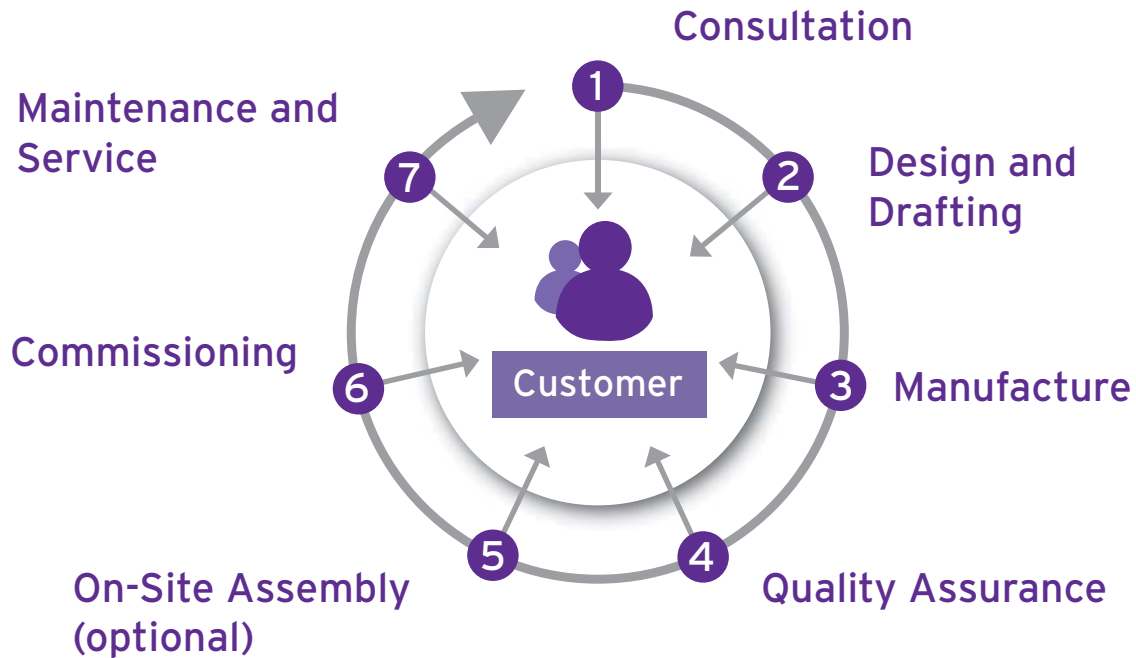 1
Consultation
2
Design and
Drafting
3
Manufacture
4
Quality Assurance
5
On-Site Assembly
(optional)
6
Commissioning
7
Maintenance and
Service
Customer